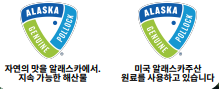 ALASKA
GENUINE
POLLOCK
자연의 맛을 알래스카에서.
지속 가능한 해산물
ALASKA
GENUINE
POLLOCK
미국 알래스카주산
원료를 사용하고 있습니다